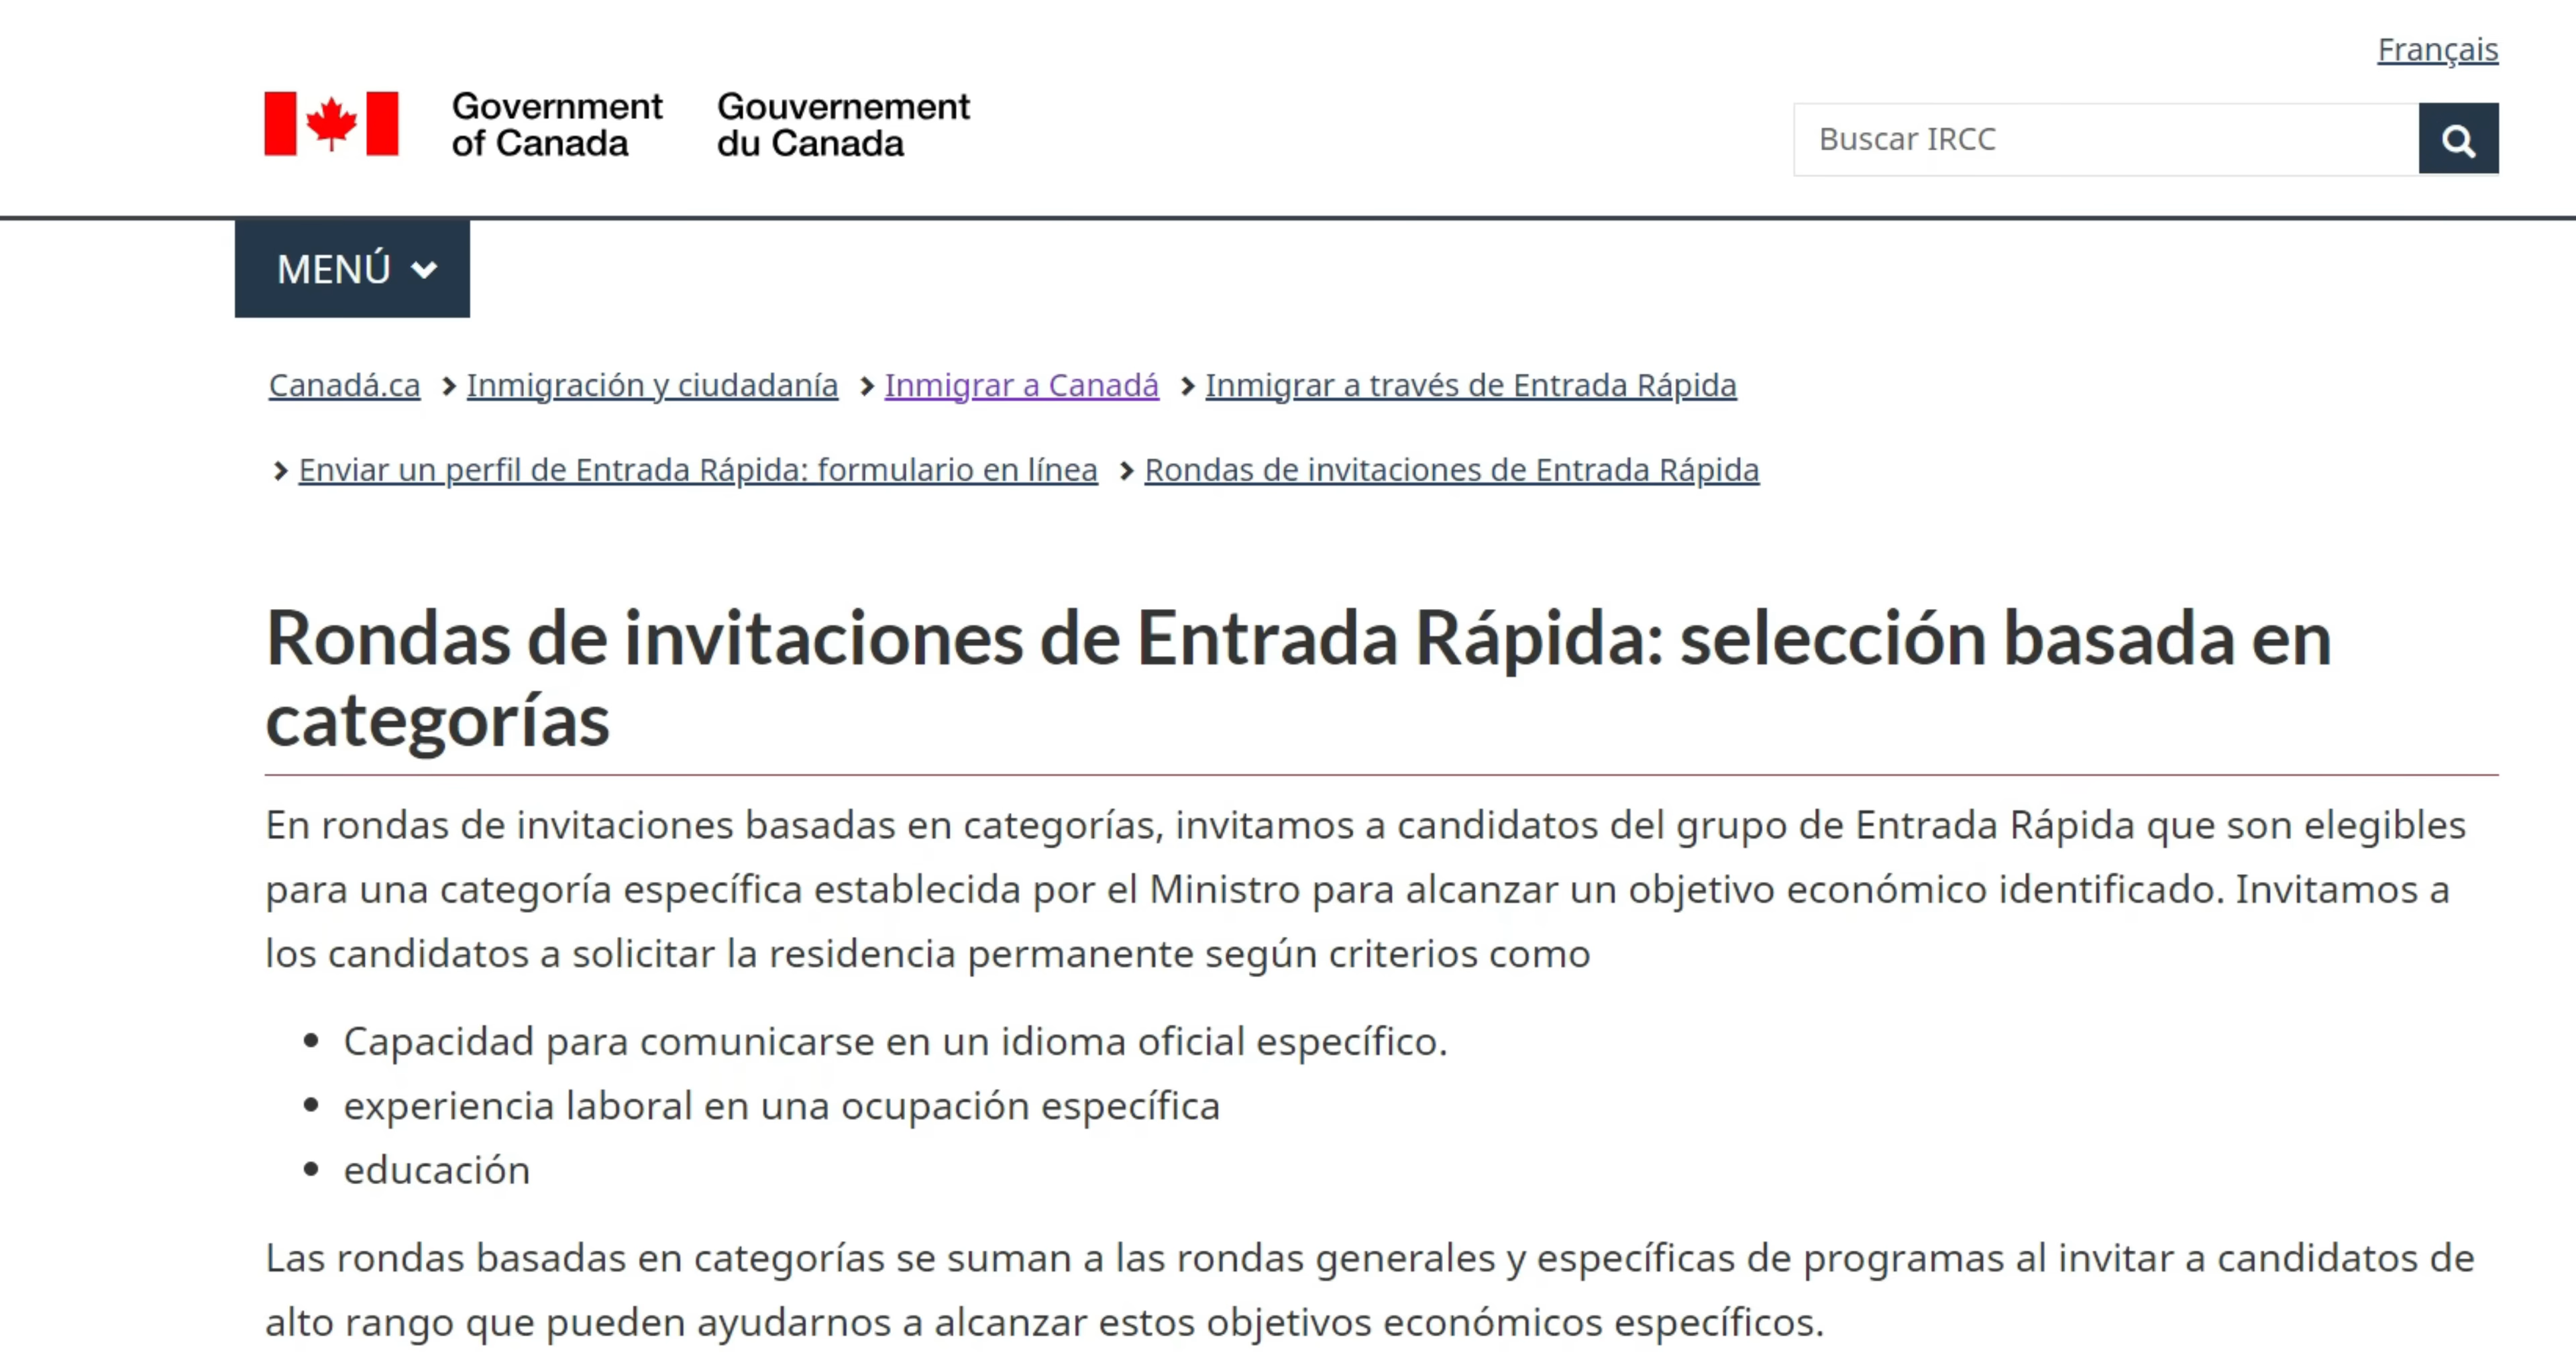 Français
Government of Canada
Gouvernement du Canada
Buscar IRCC
MENÚ
Canadá.ca > Inmigración y ciudadanía > Inmigrar a Canadá > Inmigrar a través de Entrada Rápida
> Enviar un perfil de Entrada Rápida: formulario en línea > Rondas de invitaciones de Entrada Rápida
Rondas de invitaciones de Entrada Rápida: selección basada en
categorías
En rondas de invitaciones basadas en categorías, invitamos a candidatos del grupo de Entrada Rápida que son elegibles
para una categoría específica establecida por el Ministro para alcanzar un objetivo económico identificado. Invitamos a
los candidatos a solicitar la residencia permanente según criterios como
• Capacidad para comunicarse en un idioma oficial específico.
• experiencia laboral en una ocupación específica
• educación
Las rondas basadas en categorías se suman a las rondas generales y específicas de programas al invitar a candidatos de
alto rango que pueden ayudarnos a alcanzar estos objetivos económicos específicos.